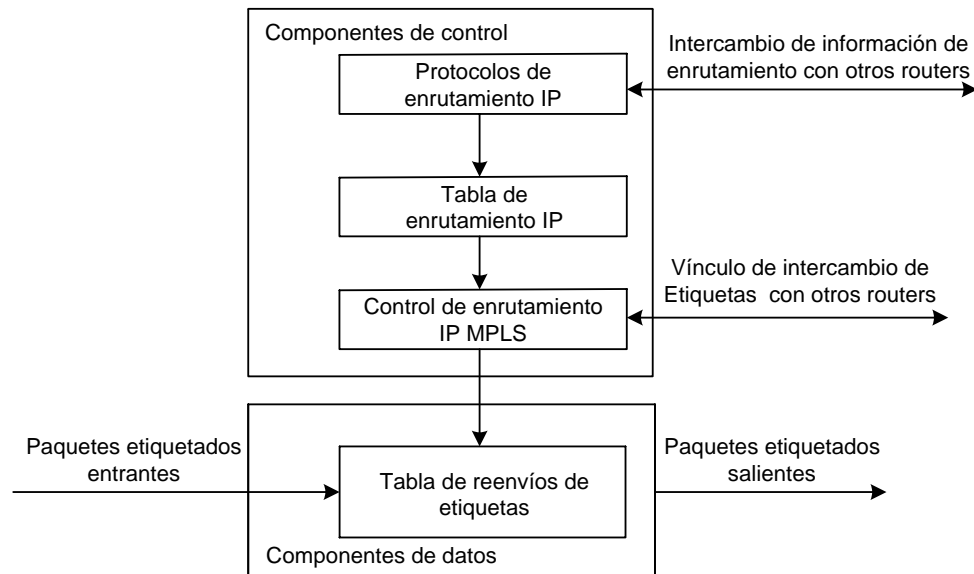 Componentes de control
Protocolos de
enrutamiento IP
Intercambio de información de
enrutamiento con otros routers
Tabla de
enrutamiento IP
Control de enrutamiento
IP MPLS
Vínculo de intercambio de
Etiquetas con otros routers
Paquetes etiquetados
entrantes
Tabla de reenvíos de
etiquetas
Paquetes etiquetados
salientes
Componentes de datos